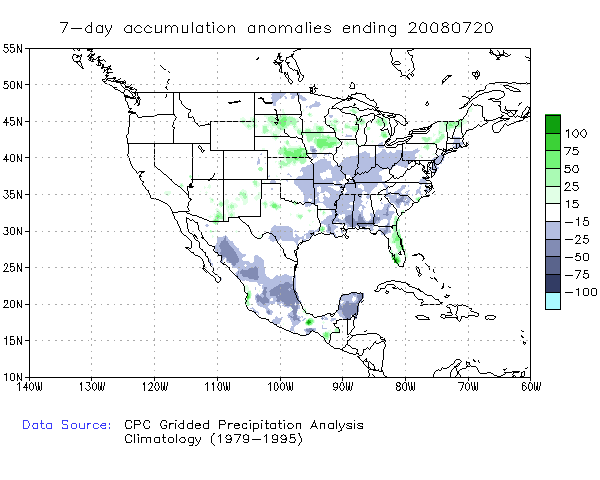 7-day accumulation anomalies ending 20080720
55N
50N
45N
40N
35N
30N
25N
20N
15N
10N
140W 130W 120W 110W 100W 90W 80W 70W 60W
100
75
50
25
15
-15
-25
-50
-75
-100
Data Source: CPC Gridded Precipitation Analysis
Climatology (1979-1995)